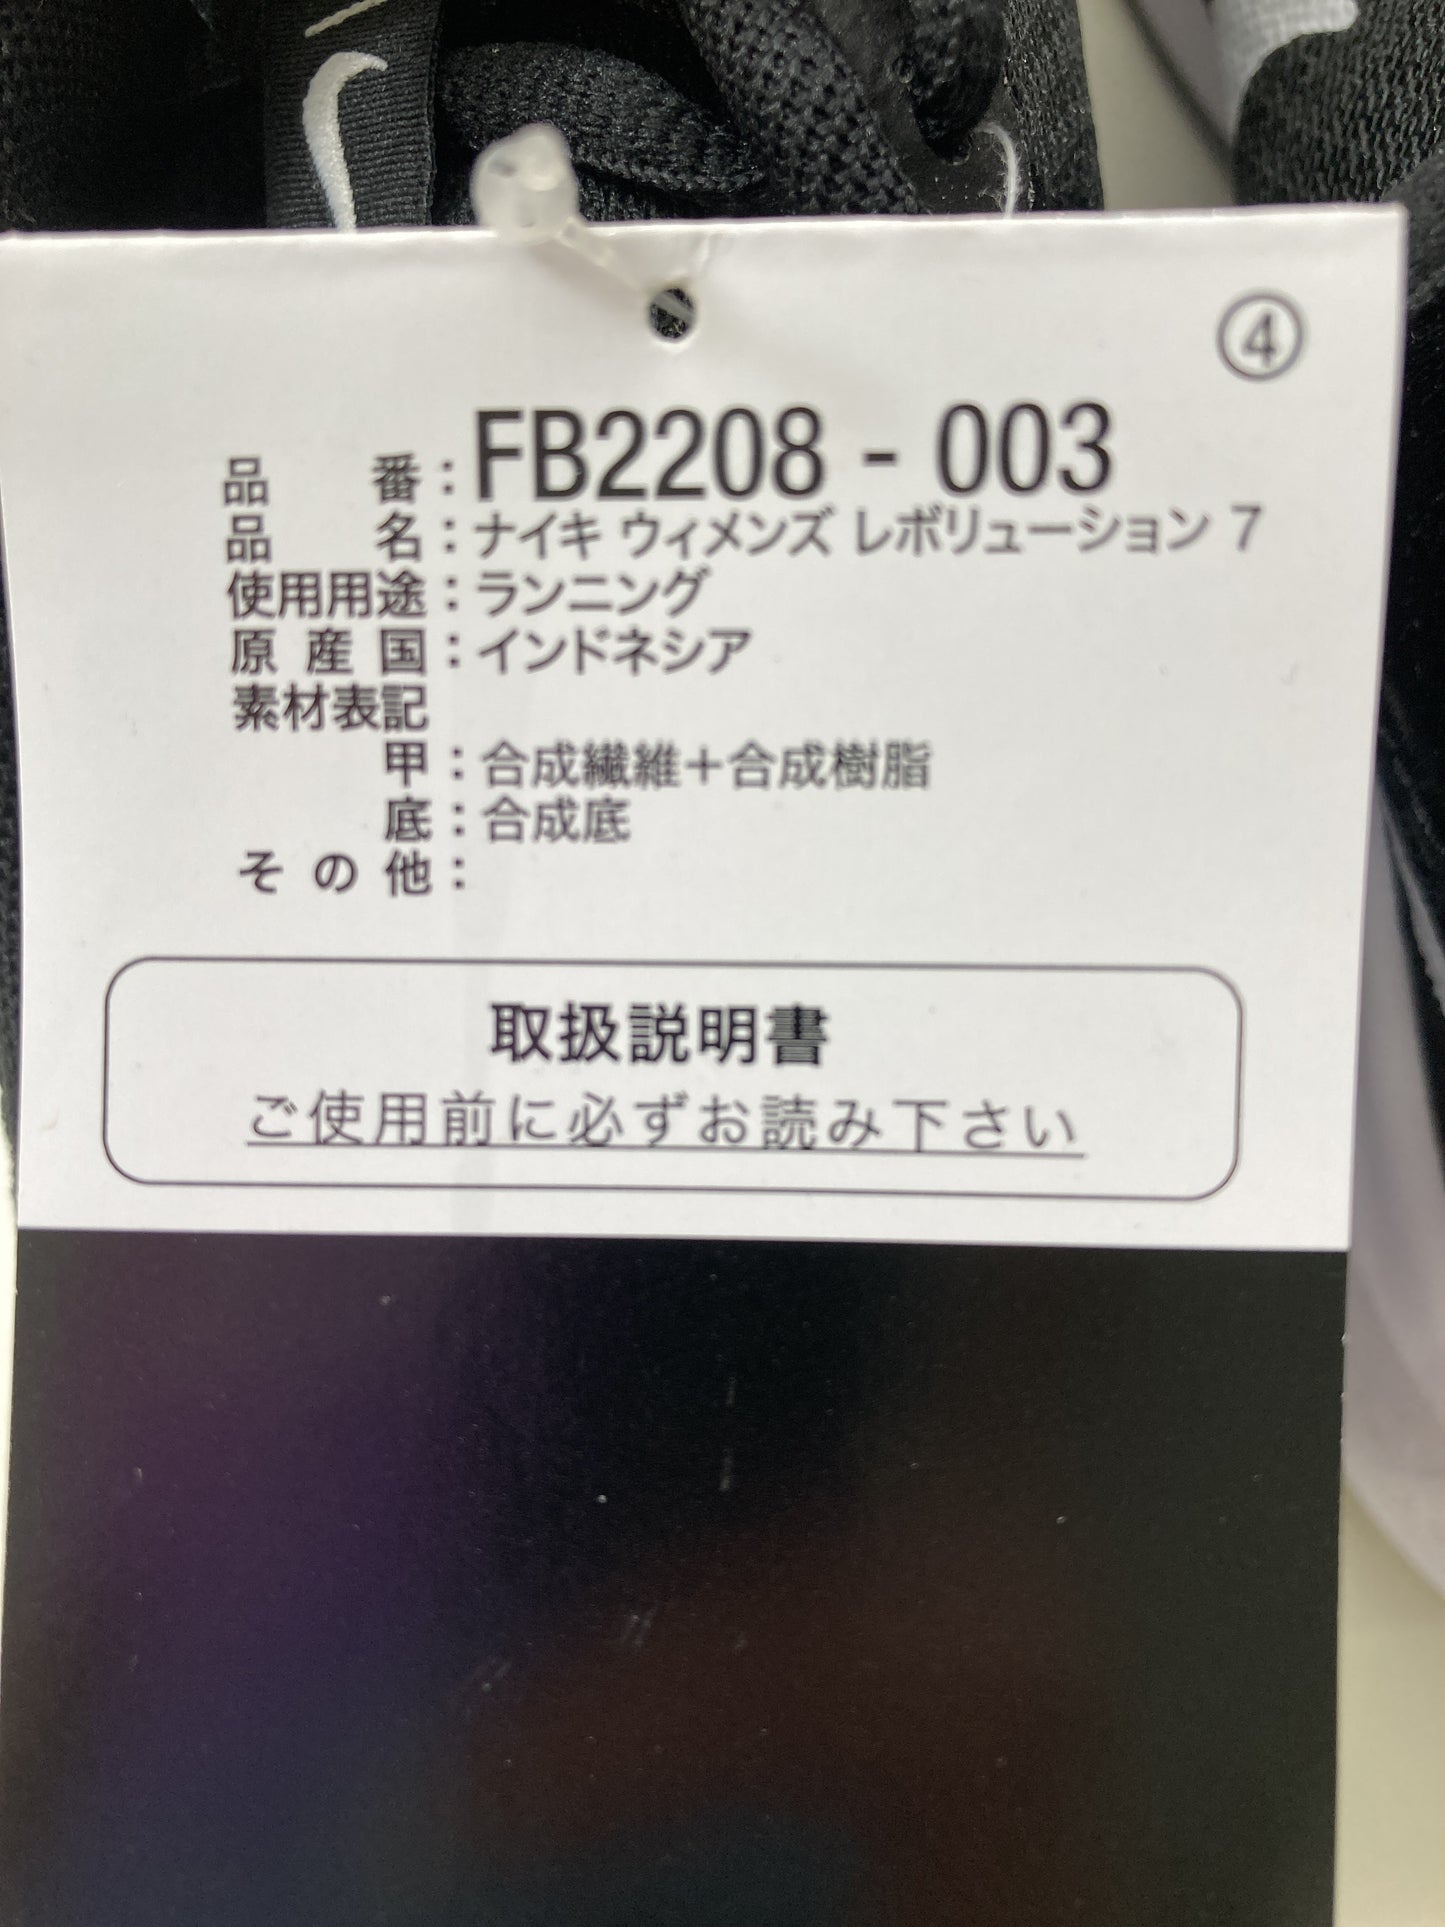 ④
品番：FB2208 - 003
品名：ナイキ ウィメンズ レボリューション 7
使用用途：ランニング
原産国：インドネシア
素材表記
甲：合成繊維＋合成樹脂
底：合成底
その他：
取扱説明書
ご使用前に必ずお読み下さい